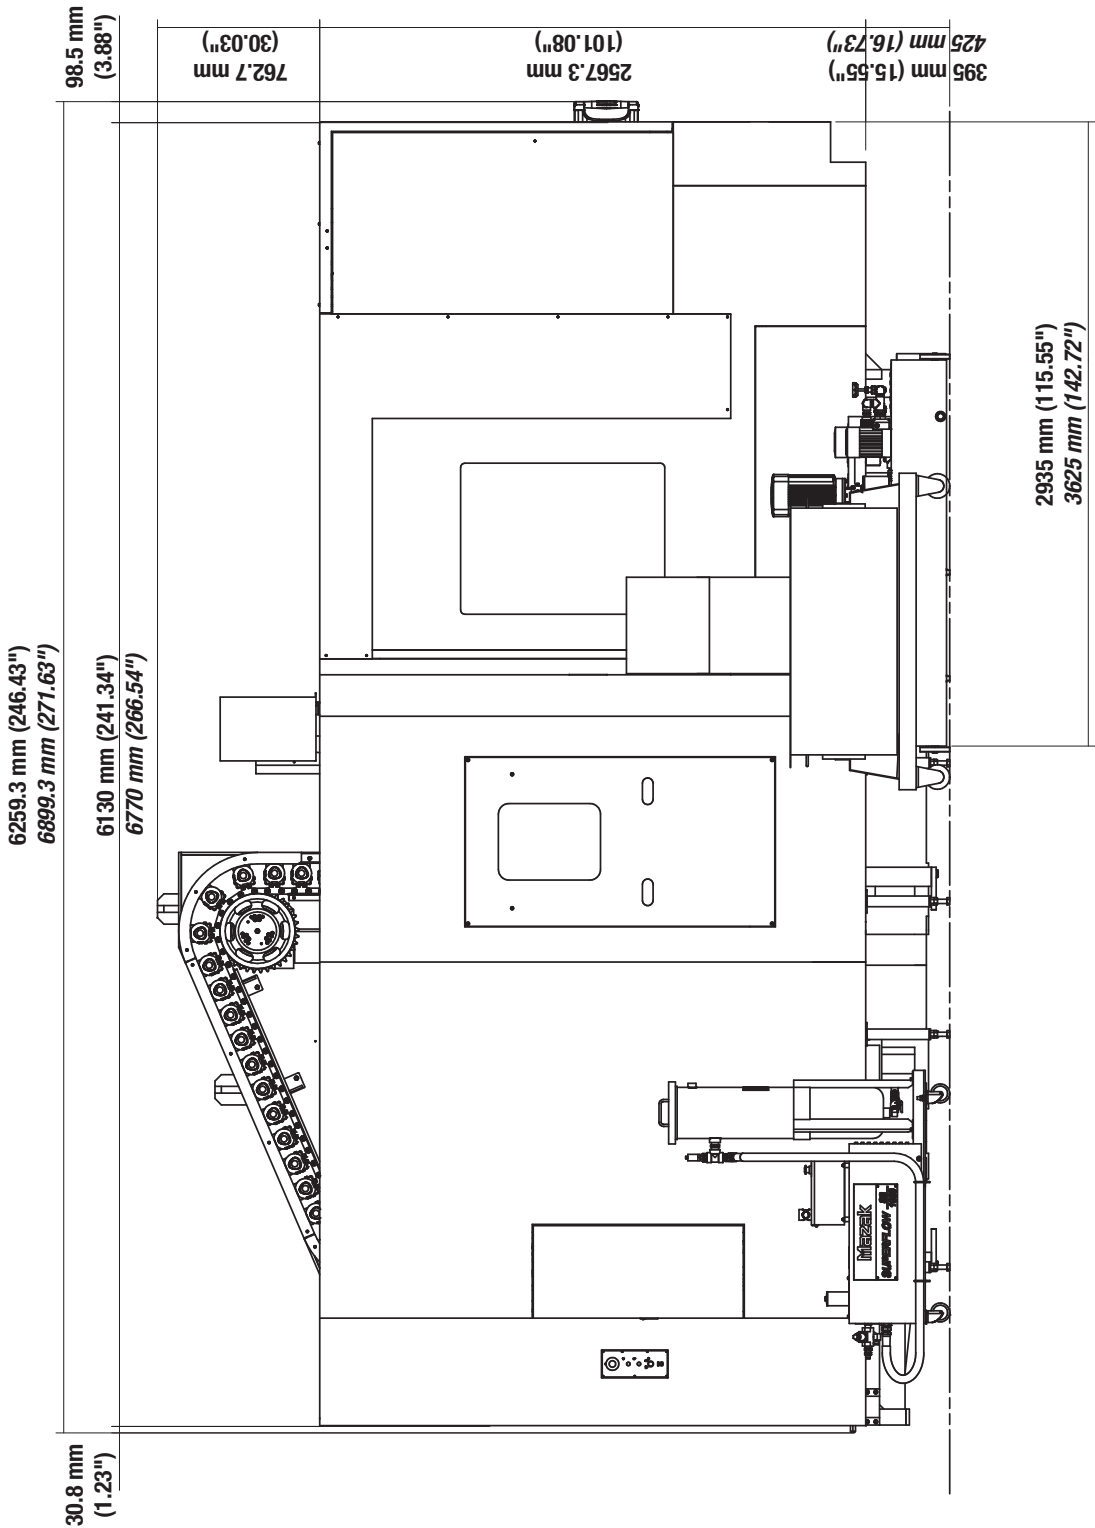 6259.3 mm (246.43")
6899.3 mm (271.63")
30.8 mm
(1.23")
6130 mm (241.34")
6770 mm (266.54")
98.5 mm
(3.88")
762.7 mm
(30.03")
2567.3 mm
(101.08")
395 mm (15.55")
425 mm (16.73")
Mazak
SUPERFLOW
2935 mm (115.55")
3625 mm (142.72")